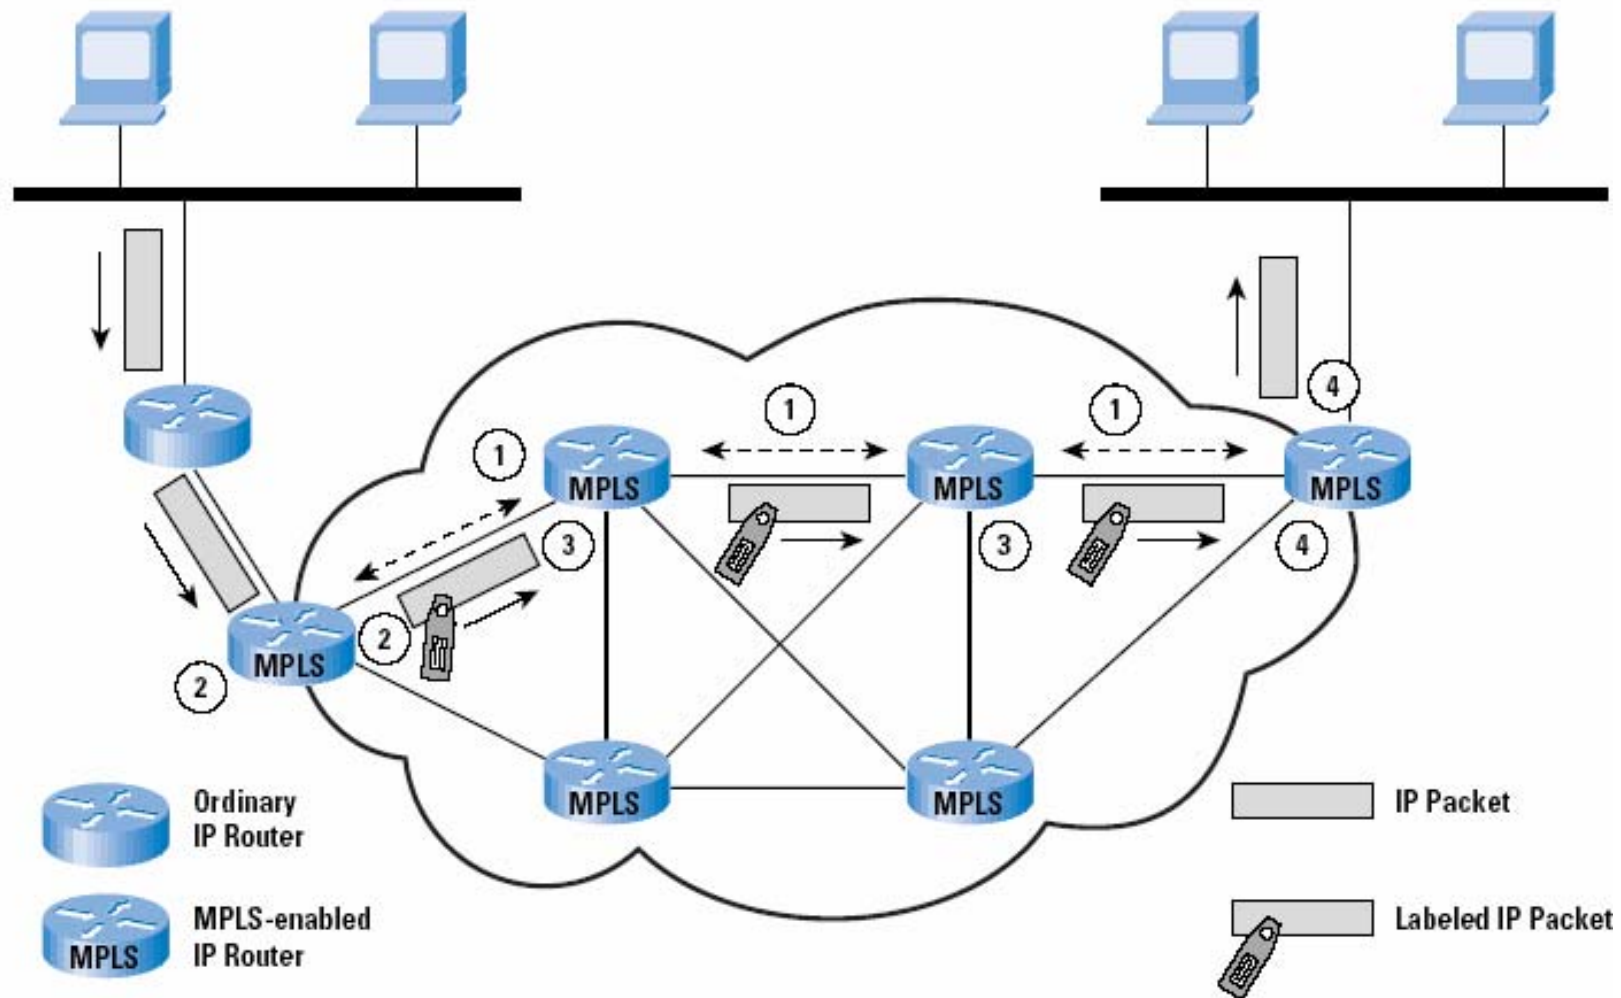 1
1
4
1
MPLS
MPLS
MPLS
3
3
4
2
MPLS
2
MPLS
MPLS
Ordinary
IP Router
IP Packet
MPLS-enabled
IP Router
MPLS
Labeled IP Packet